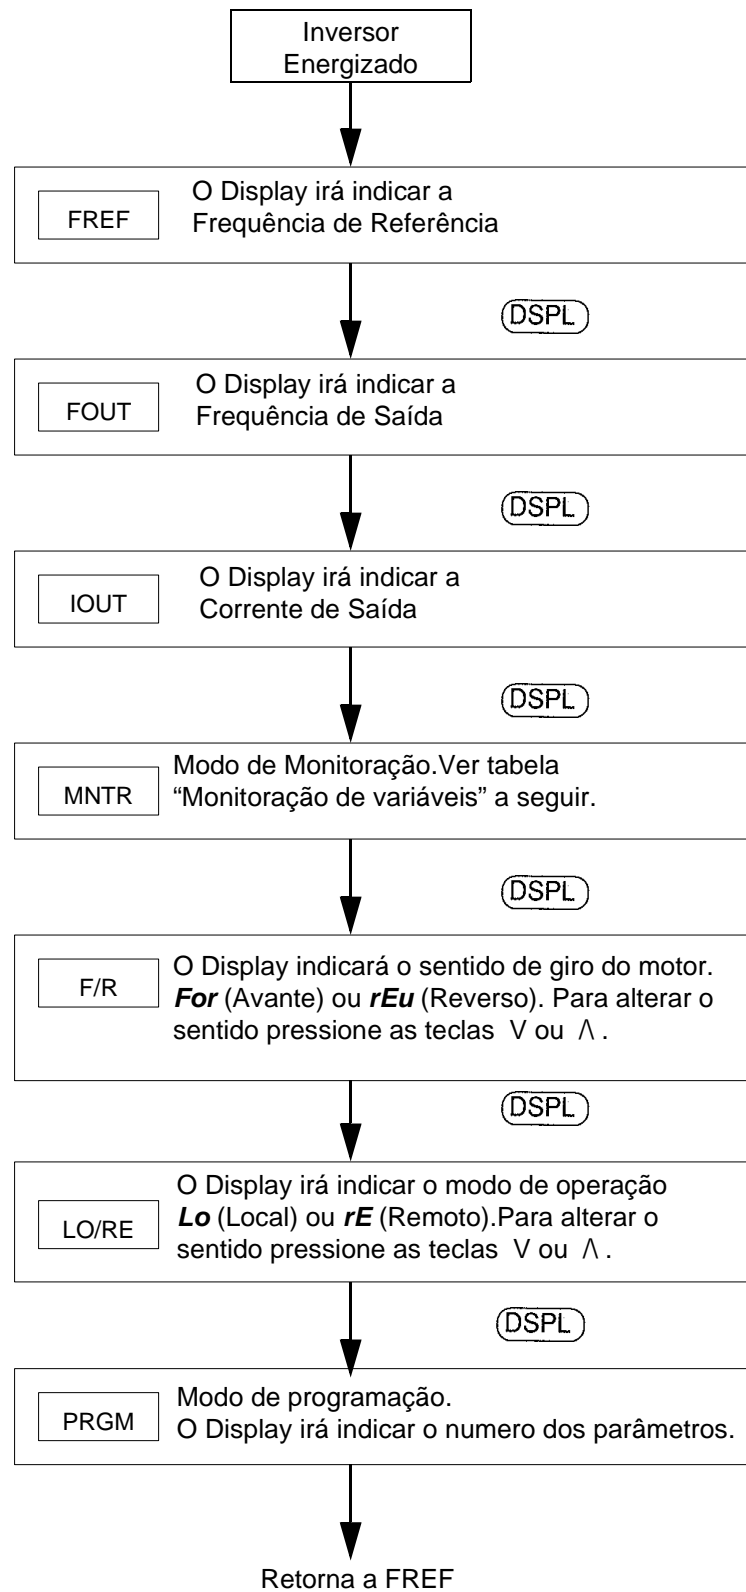 Inversor
Energizado
FREF
O Display irá indicar a
Frequência de Referência
DSPL
FOUT
O Display irá indicar a
Frequência de Saída
DSPL
IOUT
O Display irá indicar a
Corrente de Saída
DSPL
MNTR
Modo de Monitoração.Ver tabela
“Monitoração de variáveis” a seguir.
DSPL
F/R
O Display indicará o sentido de giro do motor.
For (Avante) ou rEu (Reverso). Para alterar o
sentido pressione as teclas V ou Λ .
DSPL
LO/RE
O Display irá indicar o modo de operação
Lo (Local) ou rE (Remoto).Para alterar o
sentido pressione as teclas V ou Λ .
DSPL
PRGM
Modo de programação.
O Display irá indicar o numero dos parâmetros.
Retorna a FREF